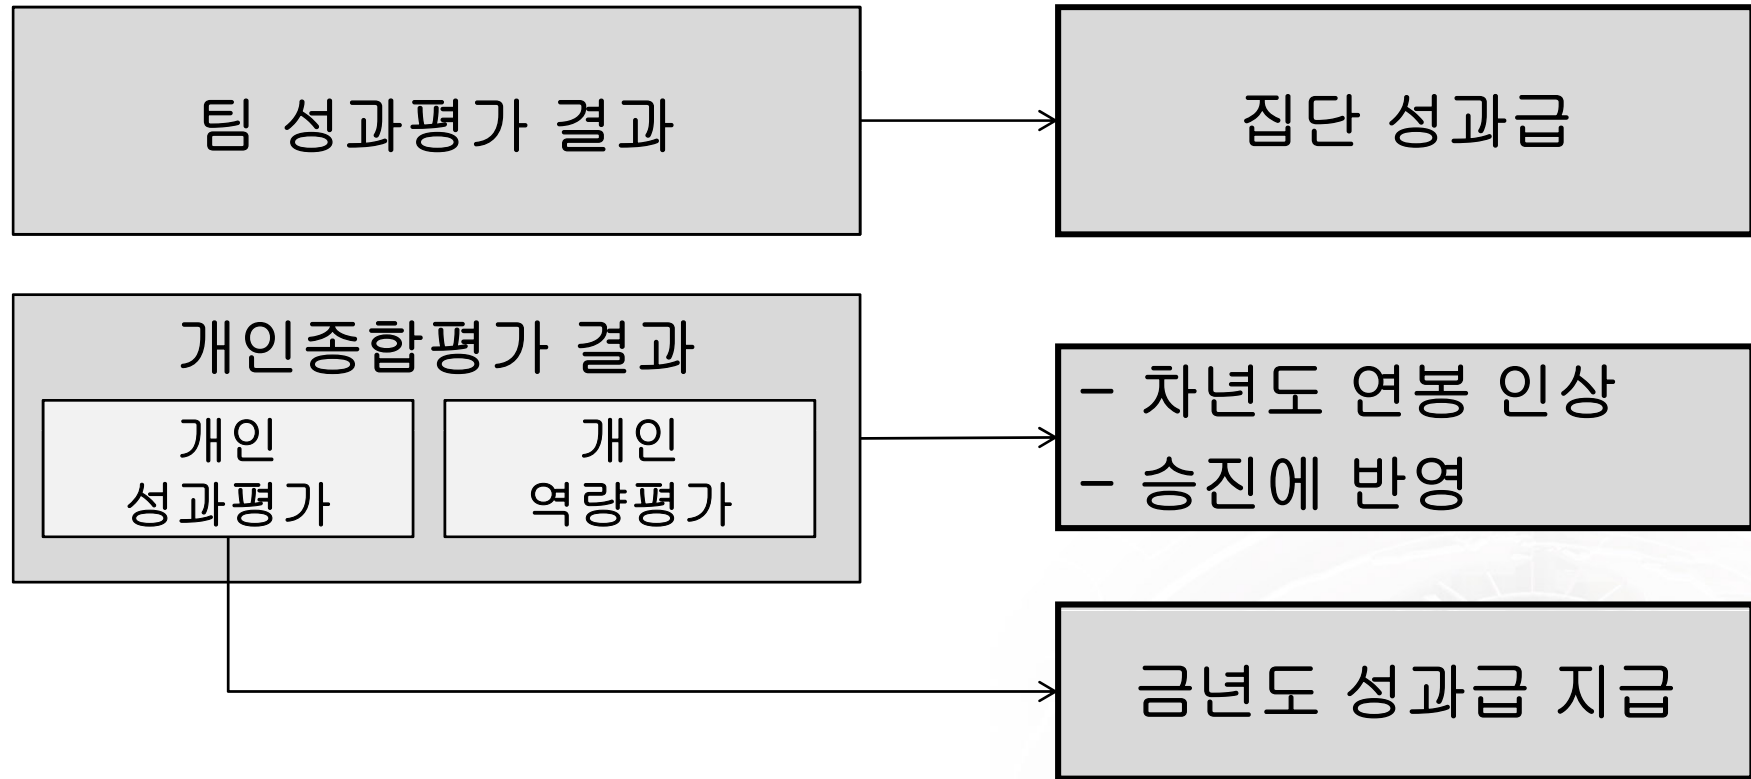 팀 성과평가 결과
집단 성과급
개인종합평가 결과
개인
성과평가
개인
역량평가
- 차년도 연봉 인상
- 승진에 반영
금년도 성과급 지급